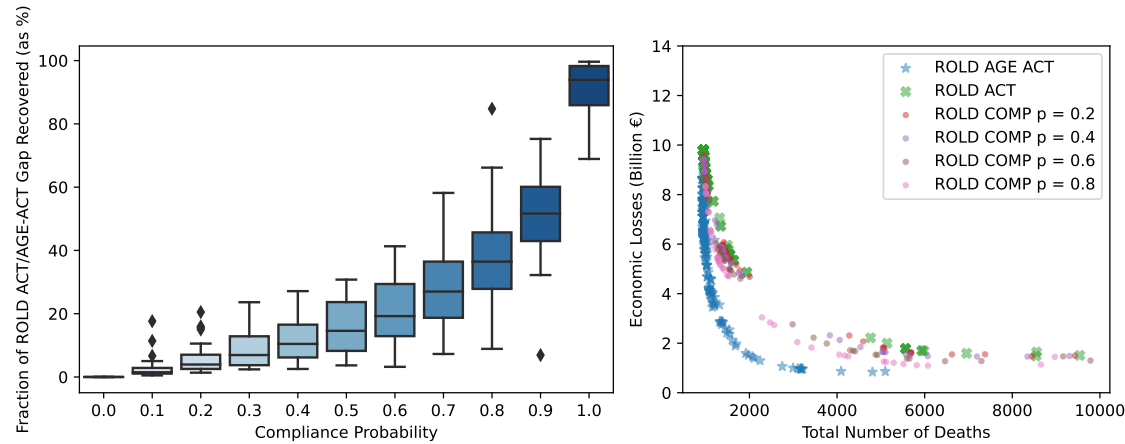 Fraction of ROLD ACT/AGE-ACT Gap Recovered (as %)
100
80
60
40
20
0
0.0 0.1 0.2 0.3 0.4 0.5 0.6 0.7 0.8 0.9 1.0
Compliance Probability
Economic Losses (Billion €)
14
12
10
8
6
4
2
0
2000 4000 6000 8000 10000
Total Number of Deaths
ROLD AGE ACT
ROLD ACT
ROLD COMP p = 0.2
ROLD COMP p = 0.4
ROLD COMP p = 0.6
ROLD COMP p = 0.8